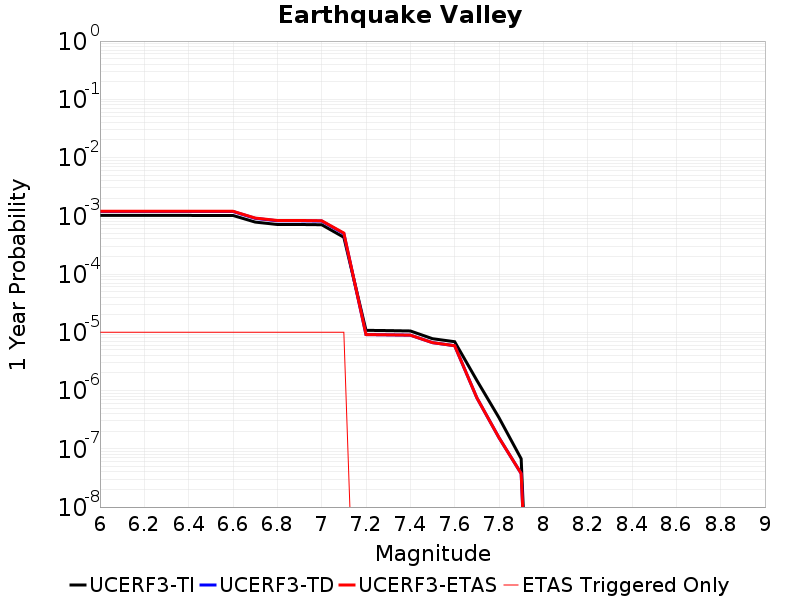 Earthquake Valley
1 Year Probability
10^0
10^-1
10^-2
10^-3
10^-4
10^-5
10^-6
10^-7
10^-8
6 6.2 6.4 6.6 6.8 7 7.2 7.4 7.6 7.8 8 8.2 8.4 8.6 8.8 9
Magnitude
UCERF3-TI UCERF3-TD UCERF3-ETAS ETAS Triggered Only